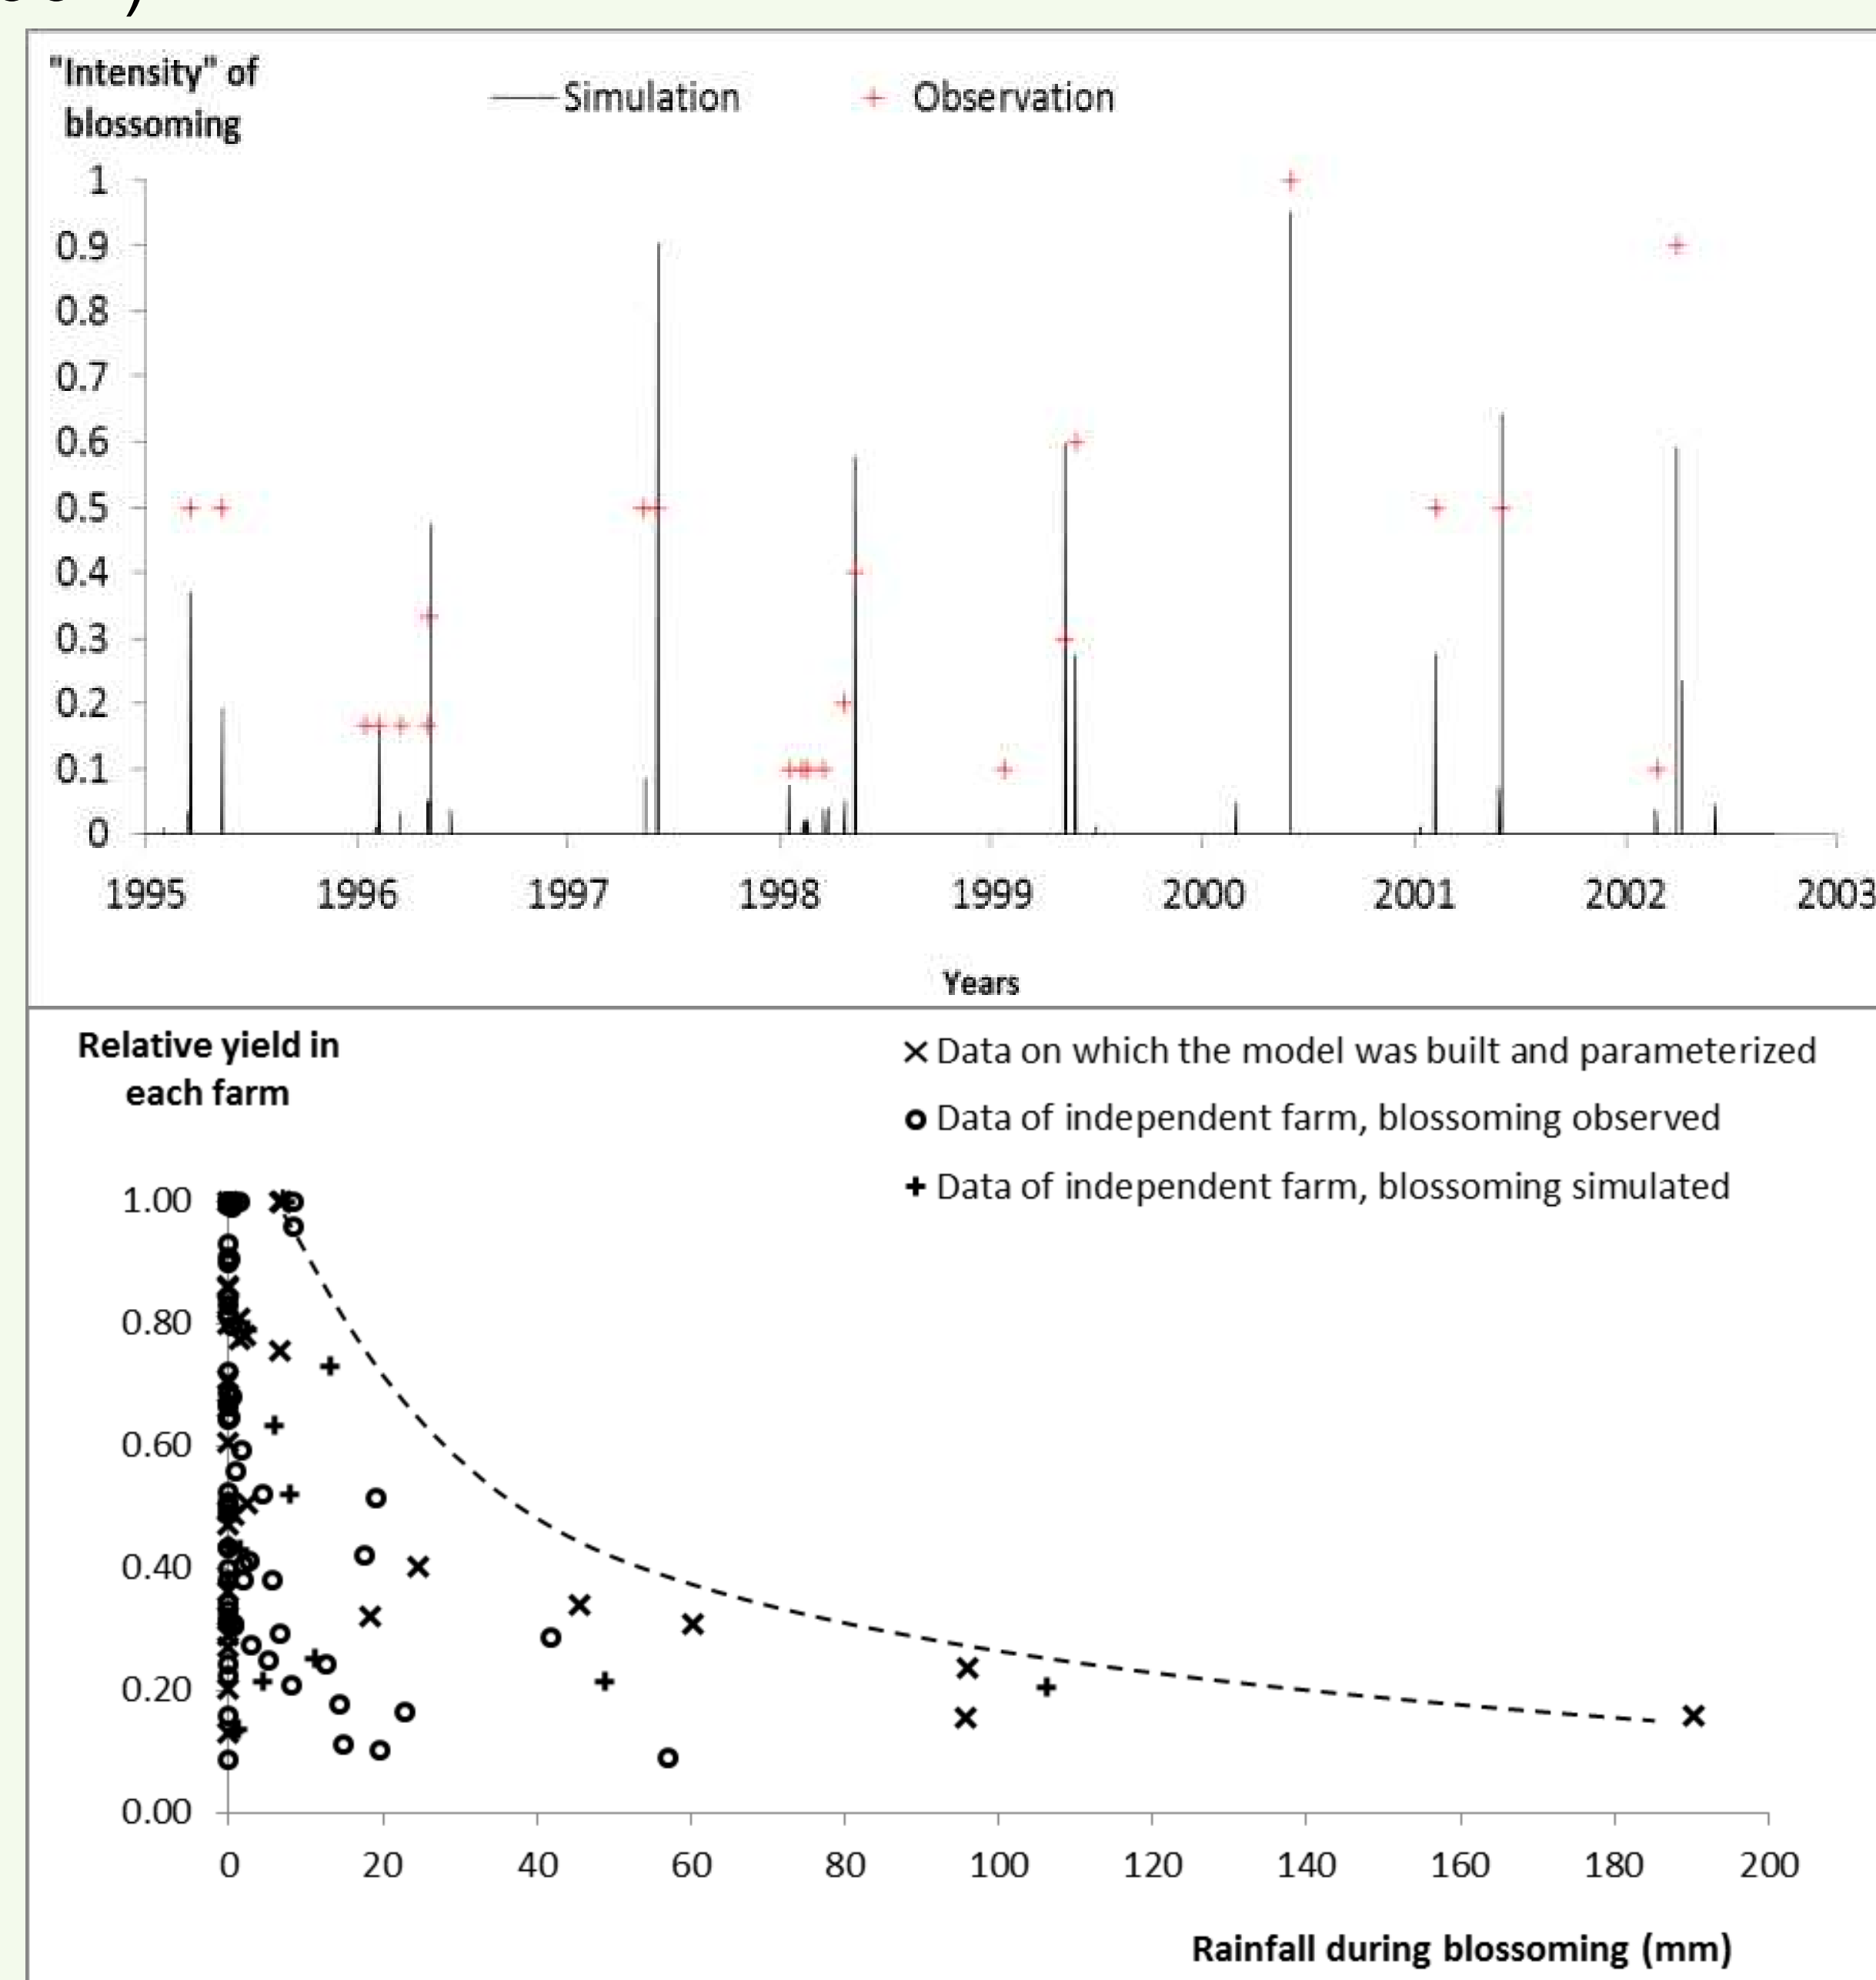 "Intensity" of
blossoming
Simulation
Observation
1
0.9
0.8
0.7
0.6
0.5
0.4
0.3
0.2
0.1
0
1995 1996 1997 1998 1999 2000 2001 2002 2003
Years
Relative yield in
each farm
Data on which the model was built and parameterized
Data of independent farm, blossoming observed
Data of independent farm, blossoming simulated
1.00
0.80
0.60
0.40
0.20
0.00
0 20 40 60 80 100 120 140 160 180 200
Rainfall during blossoming (mm)